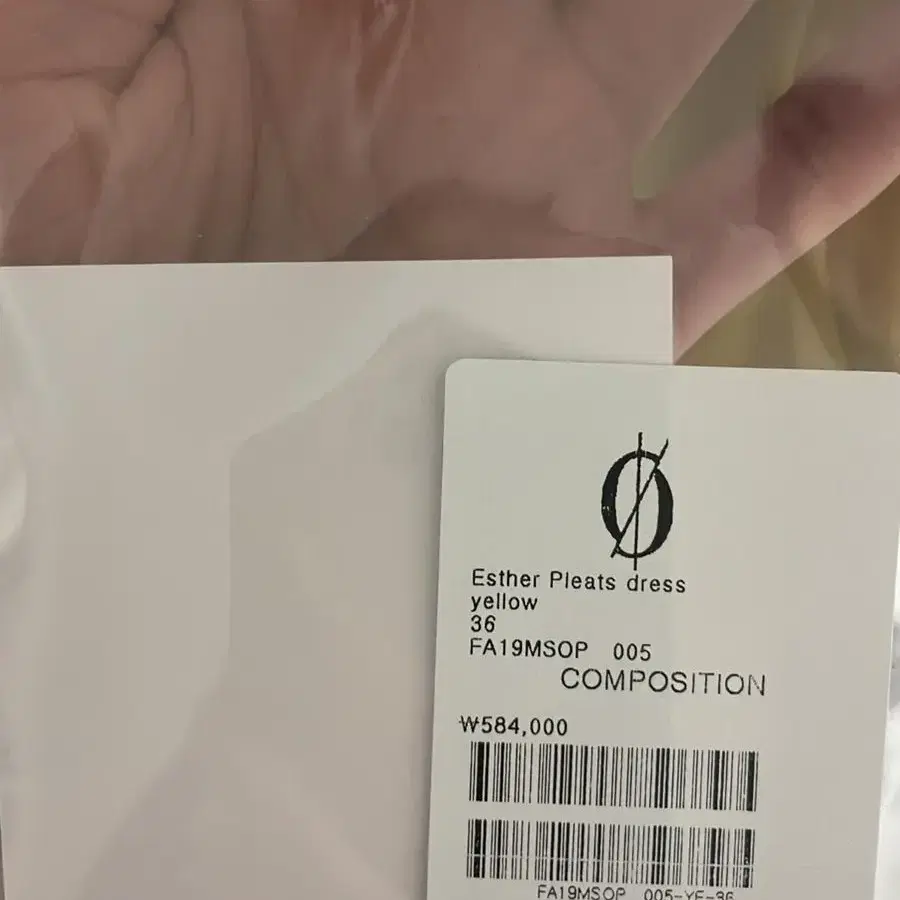 Esther Pleats dress
yellow
36
FA19MSOP 005
COMPOSITION
₩584,000
FA19MSOP 005-YE-36